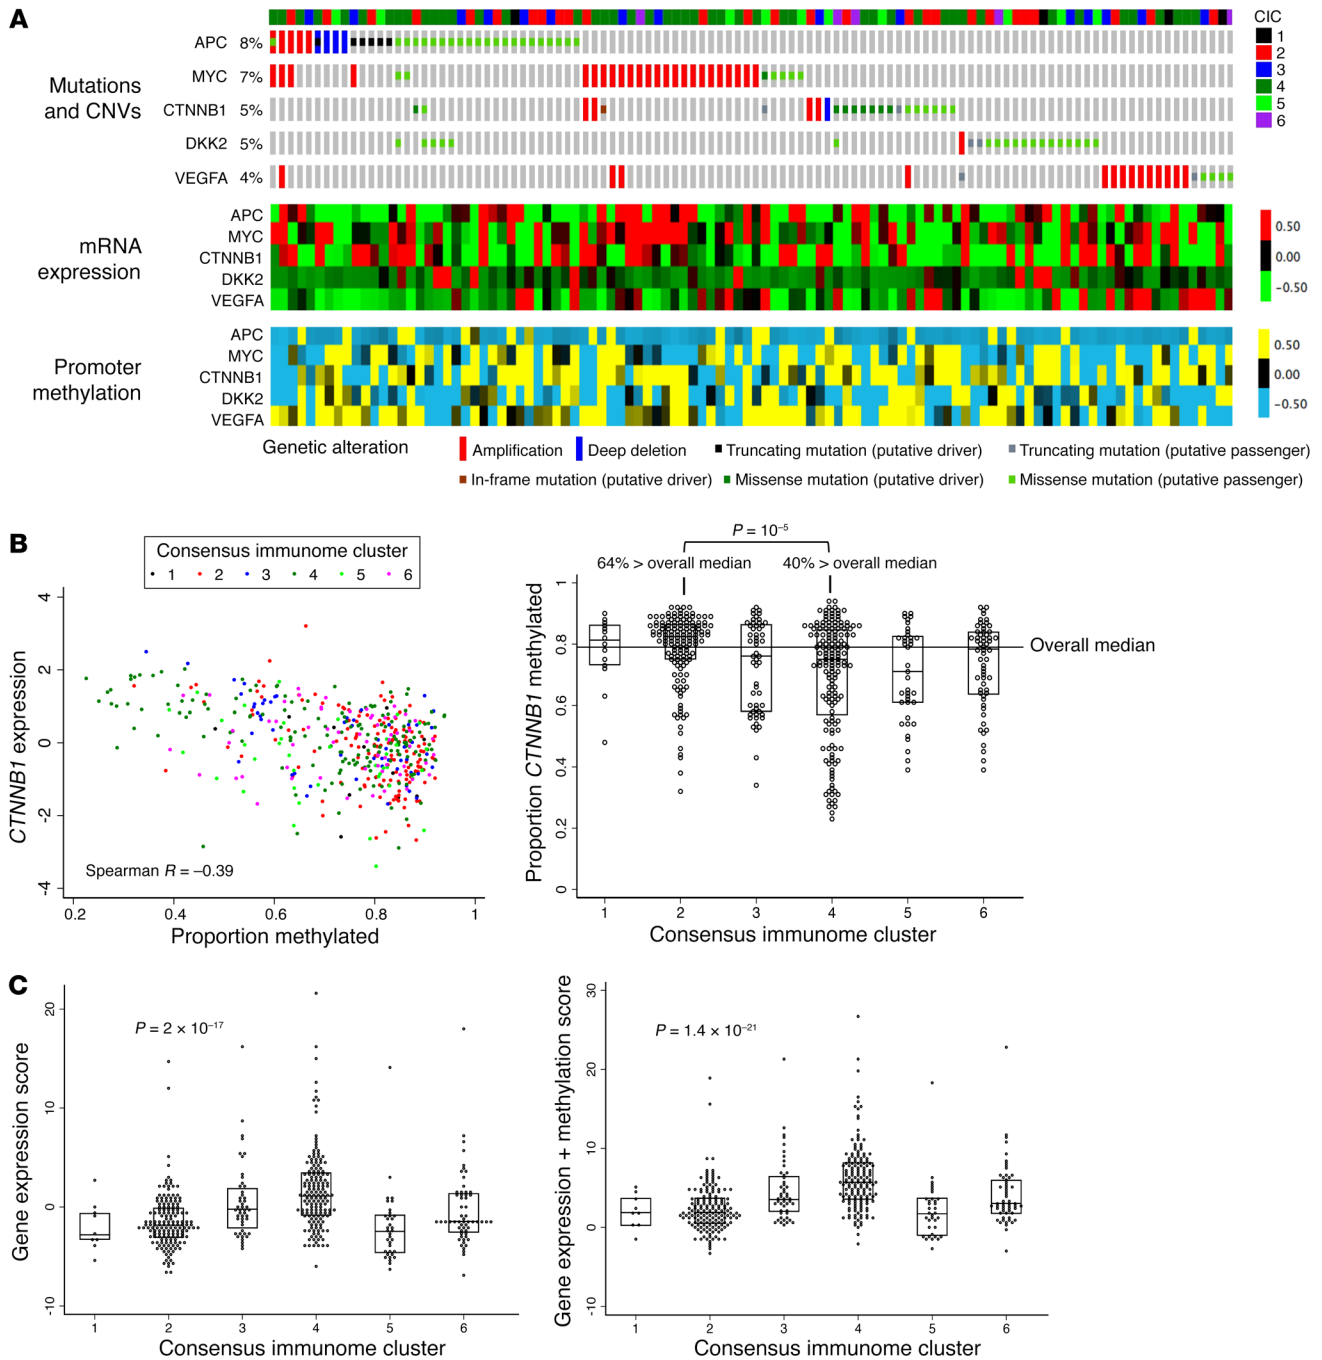 A
CIC
1
2
3
4
5
6
Mutations
and CNVs
APC 8%
MYC 7%
CTNNB1 5%
DKK2 5%
VEGFA 4%
mRNA
expression
APC
MYC
CTNNB1
DKK2
VEGFA
0.50
0.00
−0.50
Promoter
methylation
APC
MYC
CTNNB1
DKK2
VEGFA
0.50
0.00
−0.50
Genetic alteration
Amplification
Deep deletion
Truncating mutation (putative driver)
Truncating mutation (putative passenger)
In-frame mutation (putative driver)
Missense mutation (putative driver)
Missense mutation (putative passenger)
B
Consensus immunome cluster
1 2 3 4 5 6
CTNNB1 expression
4
2
0
-2
-4
Spearman R = −0.39
0.2 0.4 0.6 0.8 1
Proportion methylated
P = 10⁻⁵
64% > overall median
40% > overall median
Overall median
Proportion CTNNB1 methylated
1
0.8
0.6
0.4
0.2
0
1 2 3 4 5 6
Consensus immunome cluster
C
Gene expression score
20
10
0
-10
P = 2 × 10⁻¹⁷
1 2 3 4 5 6
Consensus immunome cluster
Gene expression + methylation score
30
20
10
0
-10
P = 1.4 × 10⁻²¹
1 2 3 4 5 6
Consensus immunome cluster